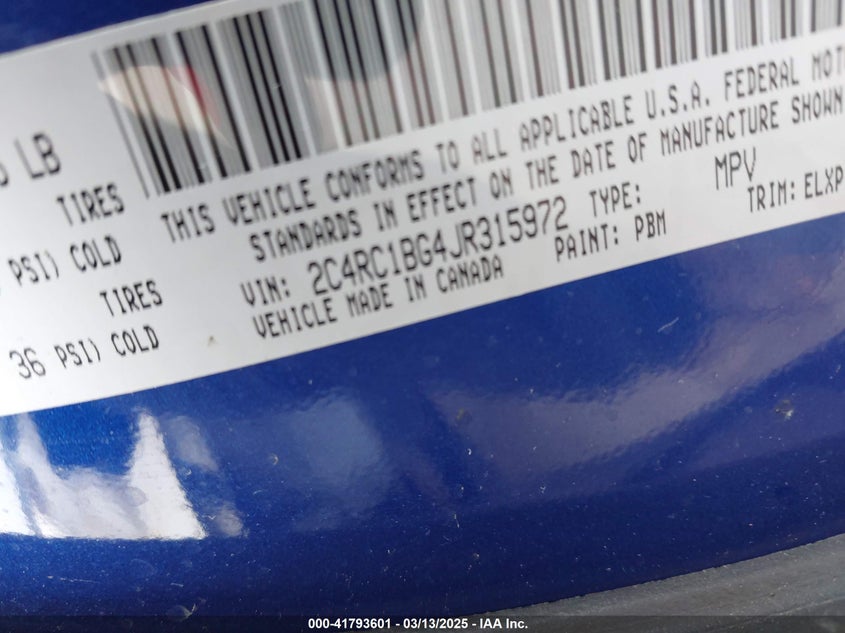 LB
TIRES
PSI) COLD
TIRES
36 PSI) COLD
THIS VEHICLE CONFORMS TO ALL APPLICABLE U.S.A. FEDERAL
STANDARDS IN EFFECT ON THE DATE OF MANUFACTURE SHOWN
VIN: 2C4RC1BG4JR315972 TYPE: MPV
VEHICLE MADE IN CANADA PAINT: PBM TRIM: ELXP
000-41793601 - 03/13/2025 - IAA Inc.